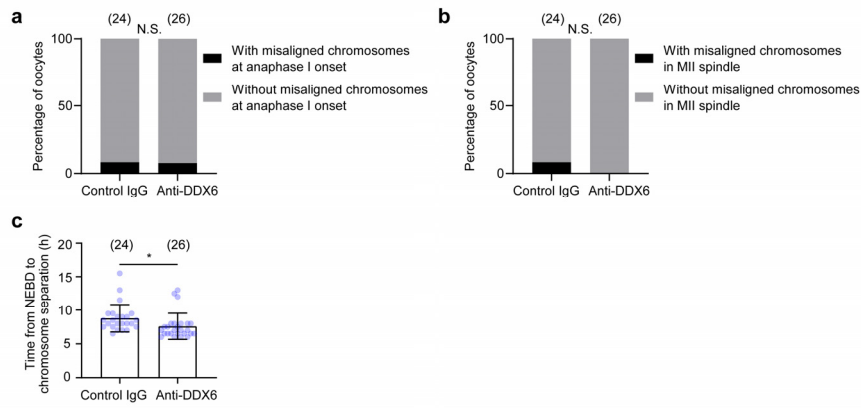 a
(24) (26)
N.S.
100
50
0
Percentage of oocytes
Control IgG Anti-DDX6
With misaligned chromosomes
at anaphase I onset
Without misaligned chromosomes
at anaphase I onset
b
(24) (26)
N.S.
100
50
0
Percentage of oocytes
Control IgG Anti-DDX6
With misaligned chromosomes
in MII spindle
Without misaligned chromosomes
in MII spindle
c
(24) (26)
*
20
15
10
5
0
Time from NEBD to
chromosome separation (h)
Control IgG Anti-DDX6